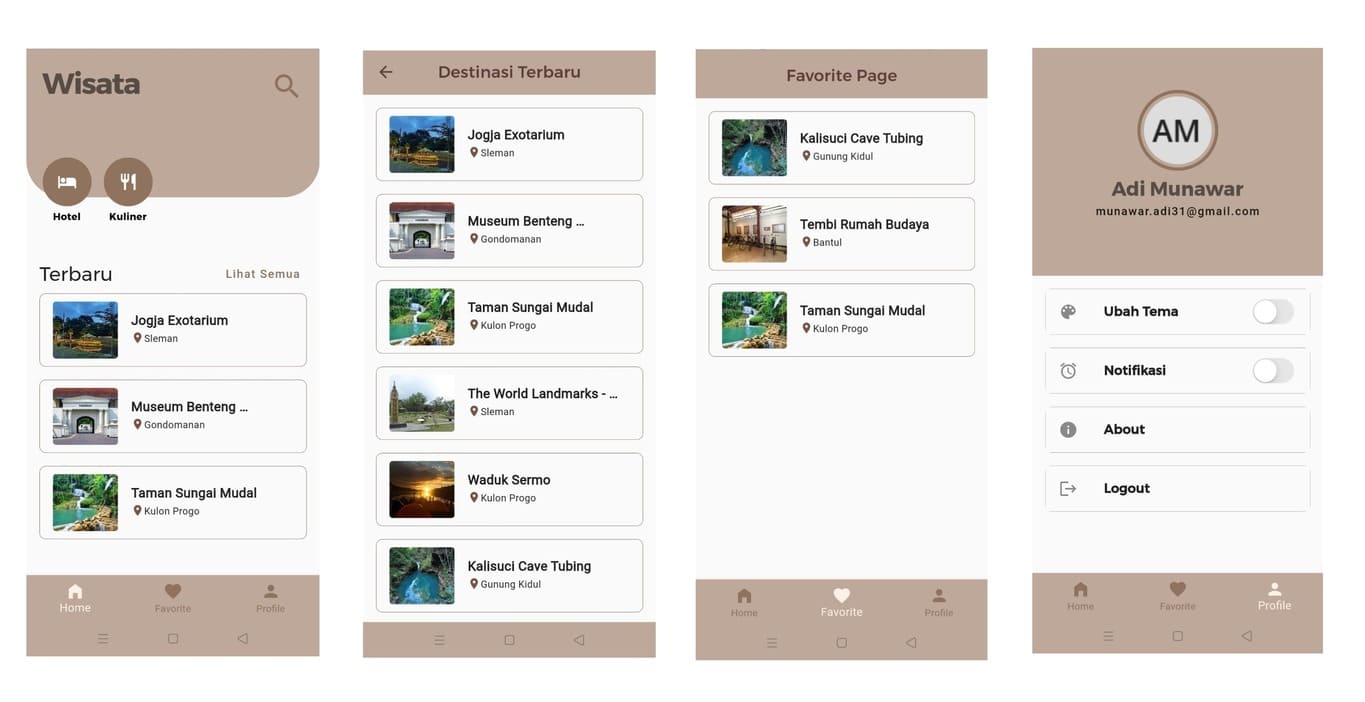 Wisata
Hotel
Kuliner
Terbaru
Lihat Semua
Jogja Exotarium
Sleman
Museum Benteng ...
Gondomanan
Taman Sungai Mudal
Kulon Progo
Home
Favorite
Profile
Destinasi Terbaru
Jogja Exotarium
Sleman
Museum Benteng ...
Gondomanan
Taman Sungai Mudal
Kulon Progo
The World Landmarks - ...
Sleman
Waduk Sermo
Kulon Progo
Kalisuci Cave Tubing
Gunung Kidul
Favorite Page
Kalisuci Cave Tubing
Gunung Kidul
Tembi Rumah Budaya
Bantul
Taman Sungai Mudal
Kulon Progo
Home
Favorite
Profile
AM
Adi Munawar
munawar.adi31@gmail.com
Ubah Tema
Notifikasi
About
Logout
Home
Favorite
Profile